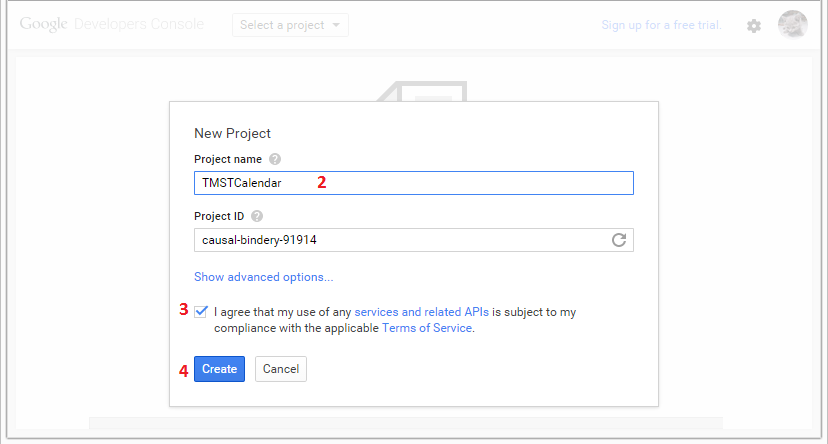 Google Developers Console Select a project Sign up for a free trial.
New Project
Project name ?
TMSTCalendar 2
Project ID ?
causal-bindery-91914
Show advanced options...
3 I agree that my use of any services and related APIs is subject to my
compliance with the applicable Terms of Service.
4 Create Cancel